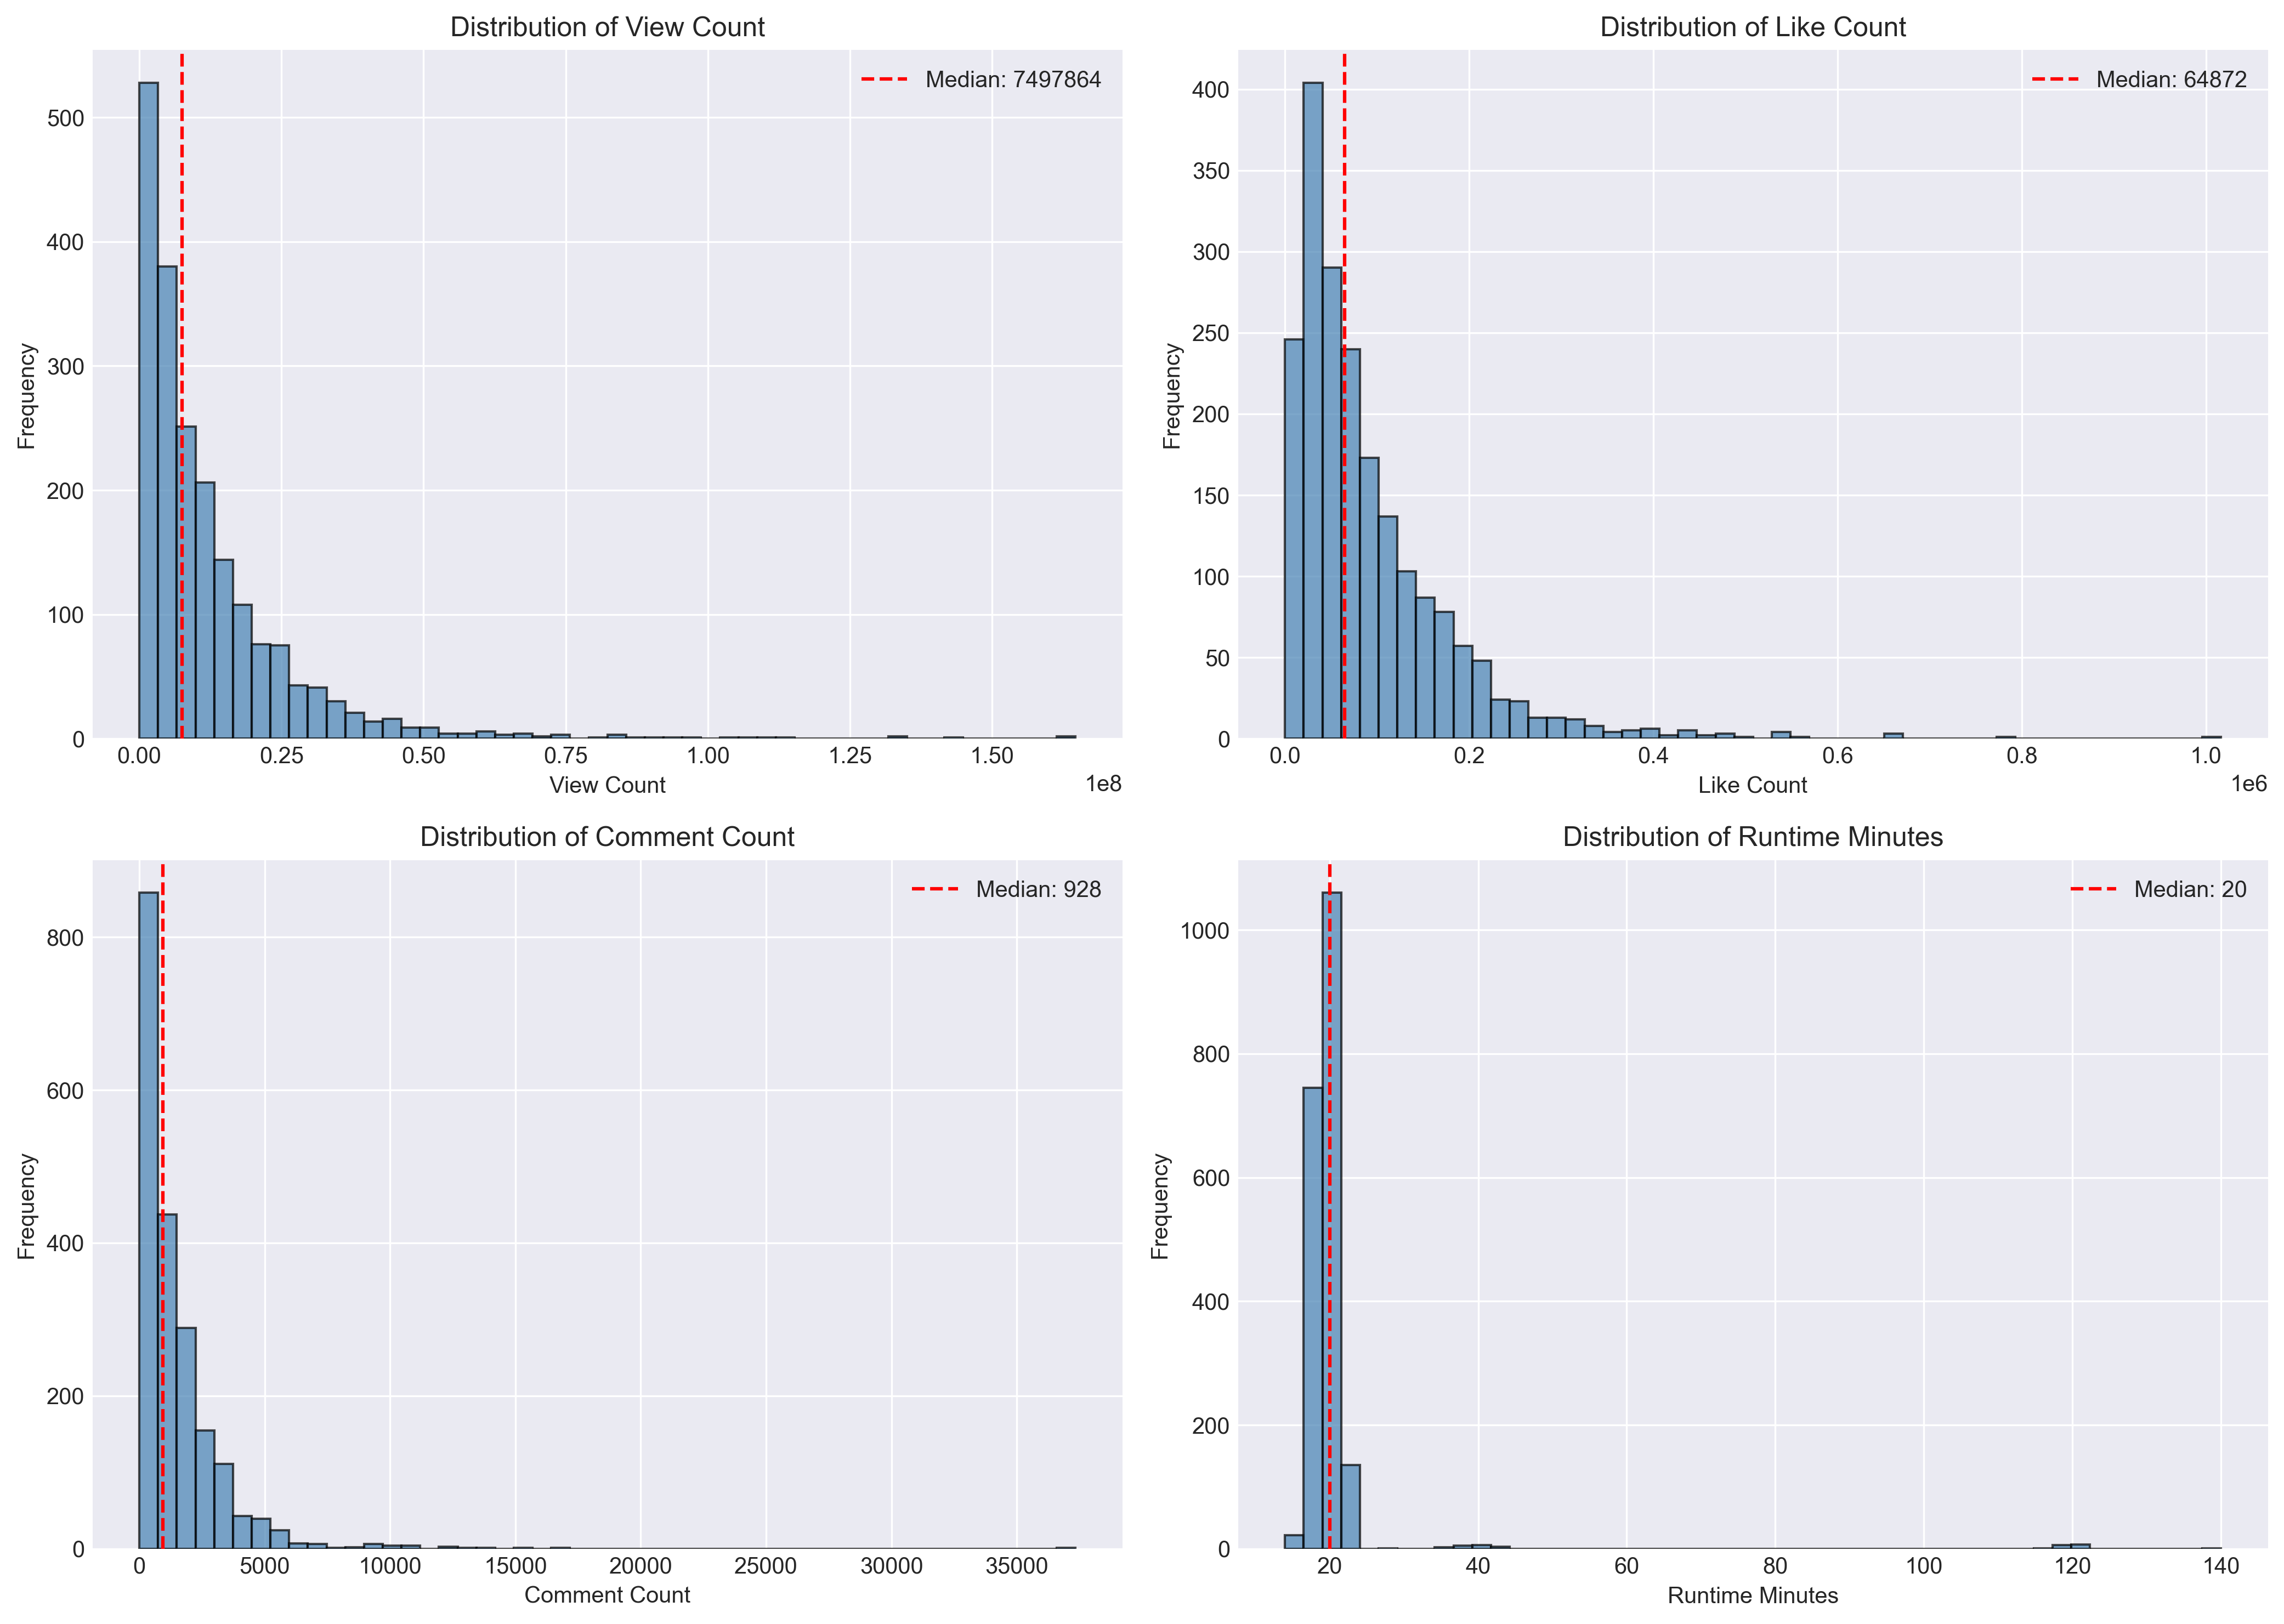 Distribution of View Count
Median: 7497864
Frequency
500
400
300
200
100
0
0.00 0.25 0.50 0.75 1.00 1.25 1.50
1e8
View Count
Distribution of Like Count
Median: 64872
Frequency
400
350
300
250
200
150
100
50
0
0.0 0.2 0.4 0.6 0.8 1.0
1e6
Like Count
Distribution of Comment Count
Median: 928
Frequency
800
600
400
200
0
0 5000 10000 15000 20000 25000 30000 35000
Comment Count
Distribution of Runtime Minutes
Median: 20
Frequency
1000
800
600
400
200
0
20 40 60 80 100 120 140
Runtime Minutes